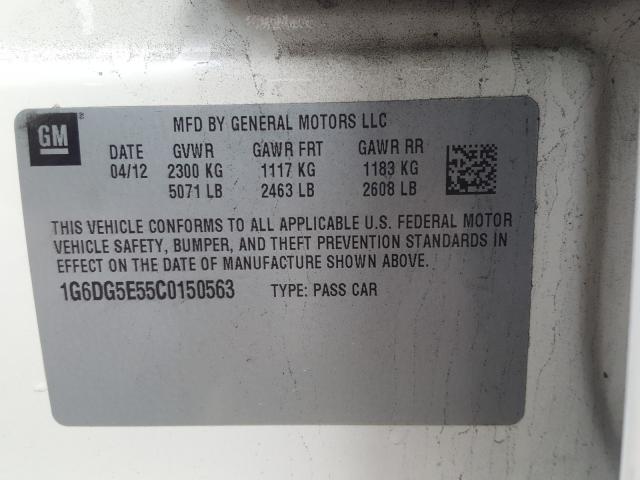 GM
®
MFD BY GENERAL MOTORS LLC
DATE GVWR GAWR FRT GAWR RR
04/12 2300 KG 1117 KG 1183 KG
5071 LB 2463 LB 2608 LB
THIS VEHICLE CONFORMS TO ALL APPLICABLE U.S. FEDERAL MOTOR
VEHICLE SAFETY, BUMPER, AND THEFT PREVENTION STANDARDS IN
EFFECT ON THE DATE OF MANUFACTURE SHOWN ABOVE.
1G6DG5E55C0150563 TYPE: PASS CAR